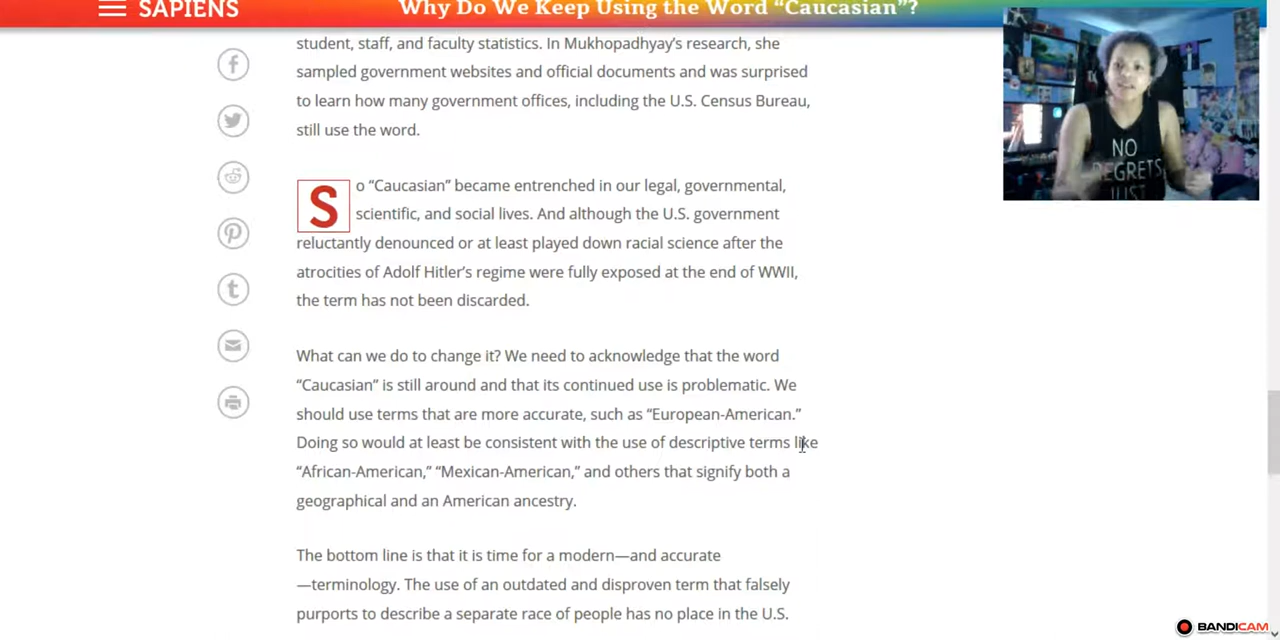 SAPIENS
Why Do We Keep Using the Word “Caucasian”?
student, staff, and faculty statistics. In Mukhopadhyay’s research, she
sampled government websites and official documents and was surprised
to learn how many government offices, including the U.S. Census Bureau,
still use the word.
So “Caucasian” became entrenched in our legal, governmental,
scientific, and social lives. And although the U.S. government
reluctantly denounced or at least played down racial science after the
atrocities of Adolf Hitler’s regime were fully exposed at the end of WWII,
the term has not been discarded.
What can we do to change it? We need to acknowledge that the word
“Caucasian” is still around and that its continued use is problematic. We
should use terms that are more accurate, such as “European-American.”
Doing so would at least be consistent with the use of descriptive terms like
“African-American,” “Mexican-American,” and others that signify both a
geographical and an American ancestry.
The bottom line is that it is time for a modern—and accurate
—terminology. The use of an outdated and disproven term that falsely
purports to describe a separate race of people has no place in the U.S.
NO
REGRETS
JUST
BANDICAM